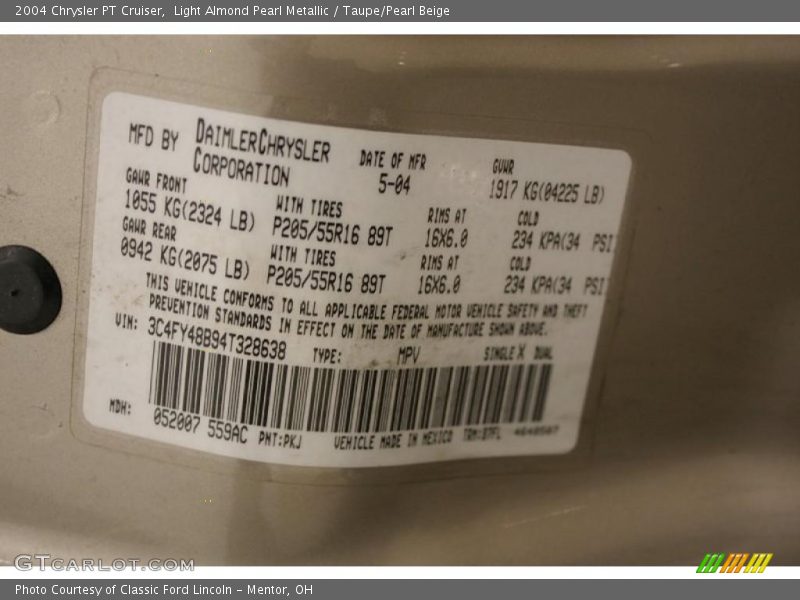 2004 Chrysler PT Cruiser, Light Almond Pearl Metallic / Taupe/Pearl Beige
MFD BY DAIMLERCHRYSLER CORPORATION DATE OF MFR 5-04 GVWR 1917 KG(04225 LB)
GAWR FRONT WITH TIRES RIMS AT COLD
1055 KG(2324 LB) P205/55R16 89T 16X6.0 234 KPA(34 PSI
GAWR REAR WITH TIRES RIMS AT COLD
0942 KG(2075 LB) P205/55R16 89T 16X6.0 234 KPA(34 PSI
THIS VEHICLE CONFORMS TO ALL APPLICABLE FEDERAL MOTOR VEHICLE SAFETY AND THEFT
PREVENTION STANDARDS IN EFFECT ON THE DATE OF MANUFACTURE SHOWN ABOVE.
VIN: 3C4FY48B94T328638 TYPE: MPV SINGLE X DUAL
MDH: 052007 559AC PNT:PKJ VEHICLE MADE IN MEXICO
GTCARLOT.COM
Photo Courtesy of Classic Ford Lincoln - Mentor, OH